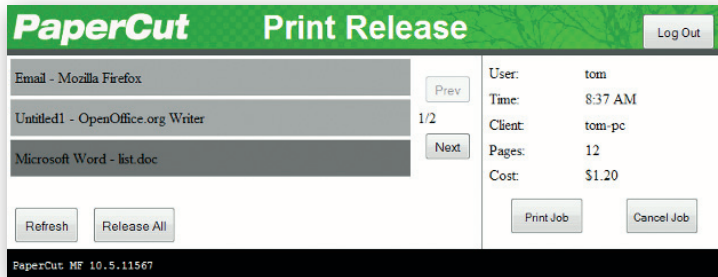 PaperCut Print Release
Log Out
Email - Mozilla Firefox
Untitled1 - OpenOffice.org Writer
Microsoft Word - list.doc
Prev
1/2
Next
Refresh
Release All
User: tom
Time: 8:37 AM
Client: tom-pc
Pages: 12
Cost: $1.20
Print Job
Cancel Job
PaperCut MF 10.5.11567